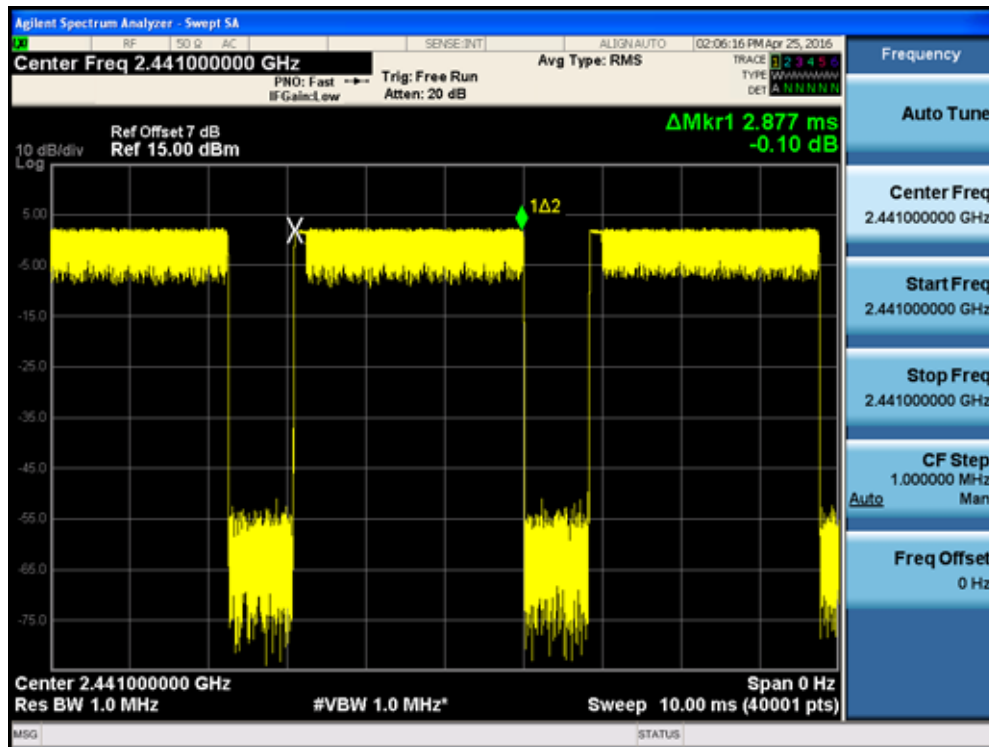 Agilent Spectrum Analyzer - Swept SA
LXI RF 50 Ω AC SENSE:INT ALIGN AUTO 02:06:16 PM Apr 25, 2016
Center Freq 2.441000000 GHz
PNO: Fast
IFGain:Low
Trig: Free Run
Atten: 20 dB
Avg Type: RMS
TRACE 1 2 3 4 5 6
TYPE WWWWWW
DET A N N N N N
Ref Offset 7 dB
Ref 15.00 dBm
10 dB/div
Log
ΔMkr1 2.877 ms
-0.10 dB
1Δ2
X
5.00
-5.00
-15.0
-25.0
-35.0
-45.0
-55.0
-65.0
-75.0
Center 2.441000000 GHz
Span 0 Hz
Res BW 1.0 MHz
#VBW 1.0 MHz*
Sweep 10.00 ms (40001 pts)
MSG
STATUS
Frequency
Auto Tune
Center Freq
2.441000000 GHz
Start Freq
2.441000000 GHz
Stop Freq
2.441000000 GHz
CF Step
1.000000 MHz
Auto Man
Freq Offset
0 Hz